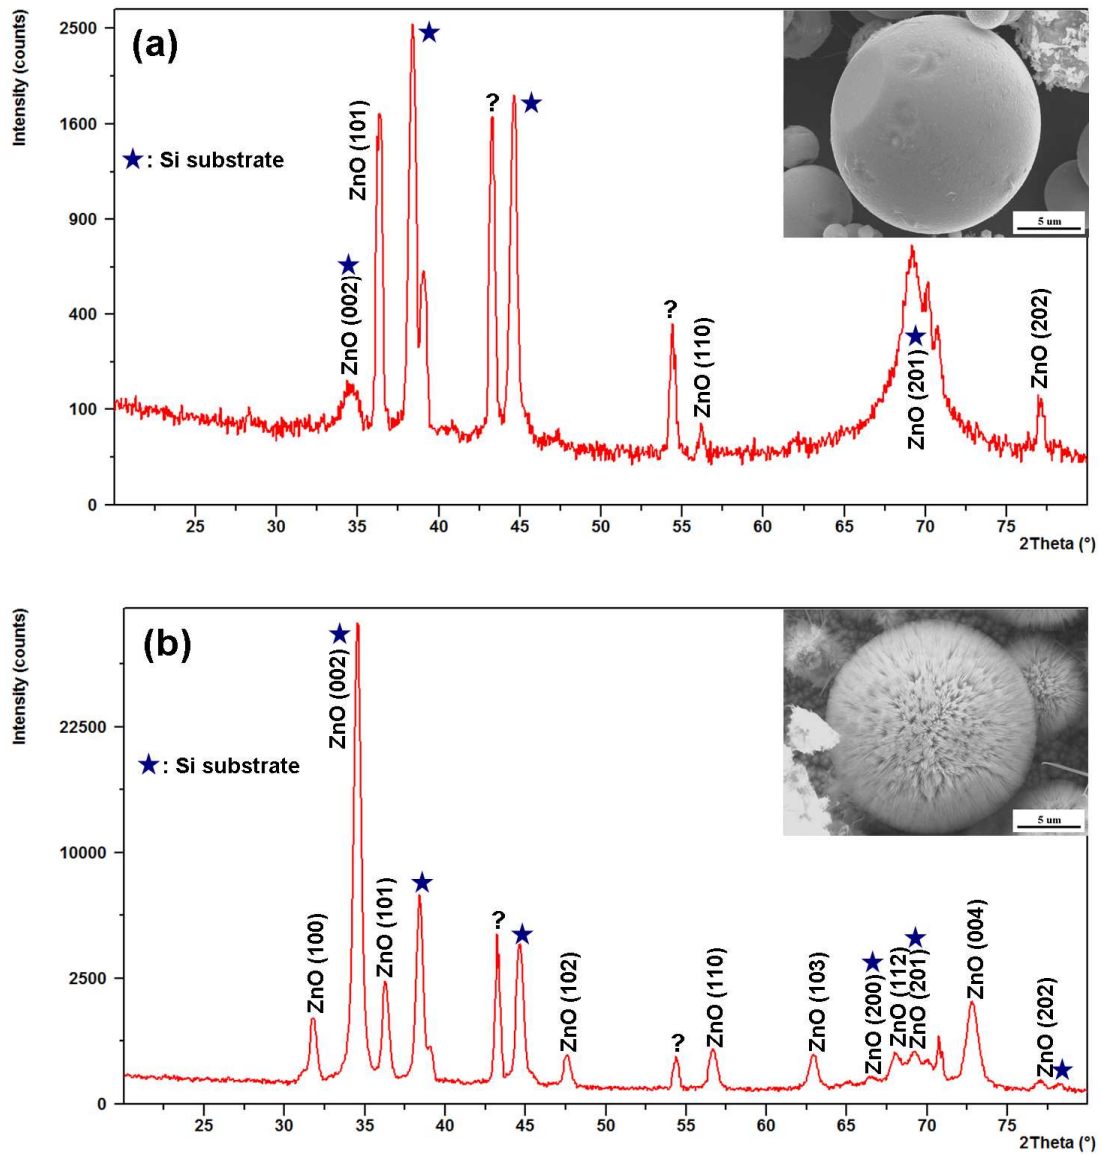 (a)
Intensity (counts)
2500
1600
900
400
100
0
★: Si substrate
ZnO (002)
ZnO (101)
?
?
ZnO (110)
ZnO (201)
ZnO (202)
5 um
25 30 35 40 45 50 55 60 65 70 75
2Theta (°)
(b)
Intensity (counts)
22500
10000
2500
0
★: Si substrate
ZnO (100)
ZnO (002)
ZnO (101)
?
ZnO (102)
?
ZnO (110)
ZnO (103)
ZnO (200)
ZnO (112)
ZnO (201)
ZnO (004)
ZnO (202)
5 um
25 30 35 40 45 50 55 60 65 70 75
2Theta (°)